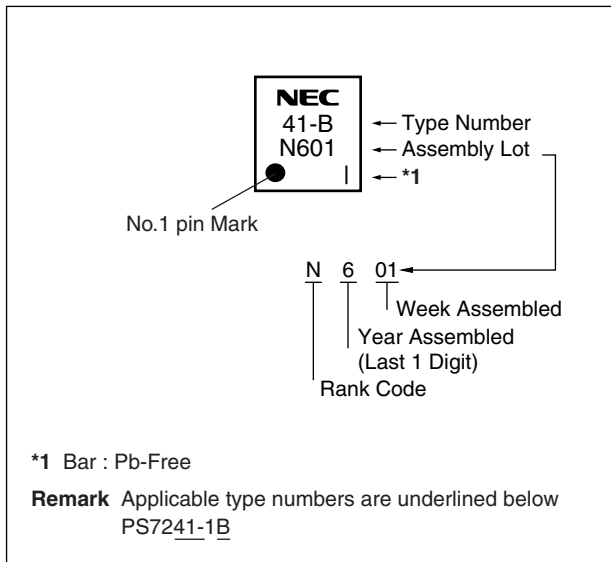 NEC
41-B ← Type Number
N601 ← Assembly Lot
| ← *1
No.1 pin Mark
N 6 01
Week Assembled
Year Assembled
(Last 1 Digit)
Rank Code
*1 Bar : Pb-Free
Remark Applicable type numbers are underlined below
PS7241-1B